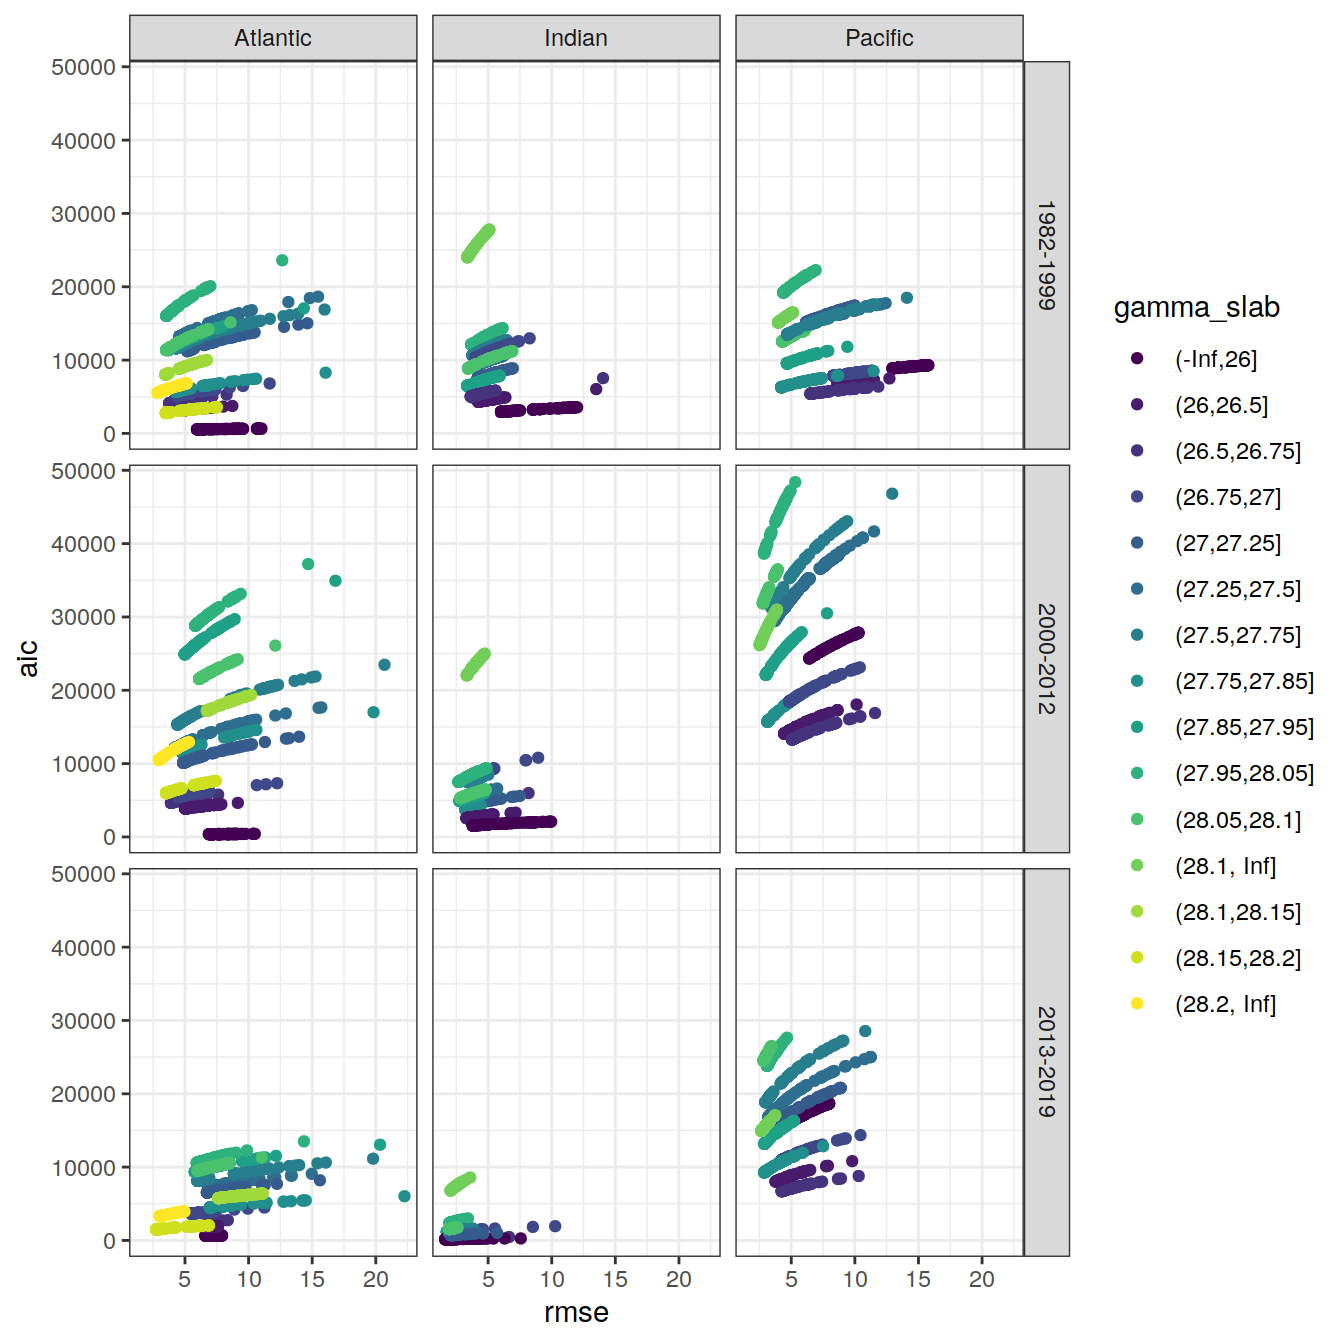 Atlantic
Indian
Pacific
50000
40000
30000
20000
10000
0
1982-1999
50000
40000
30000
20000
10000
0
2000-2012
50000
40000
30000
20000
10000
0
2013-2019
5 10 15 20
5 10 15 20
5 10 15 20
aic
rmse
gamma_slab
(-Inf,26]
(26,26.5]
(26.5,26.75]
(26.75,27]
(27,27.25]
(27.25,27.5]
(27.5,27.75]
(27.75,27.85]
(27.85,27.95]
(27.95,28.05]
(28.05,28.1]
(28.1, Inf]
(28.1,28.15]
(28.15,28.2]
(28.2, Inf]